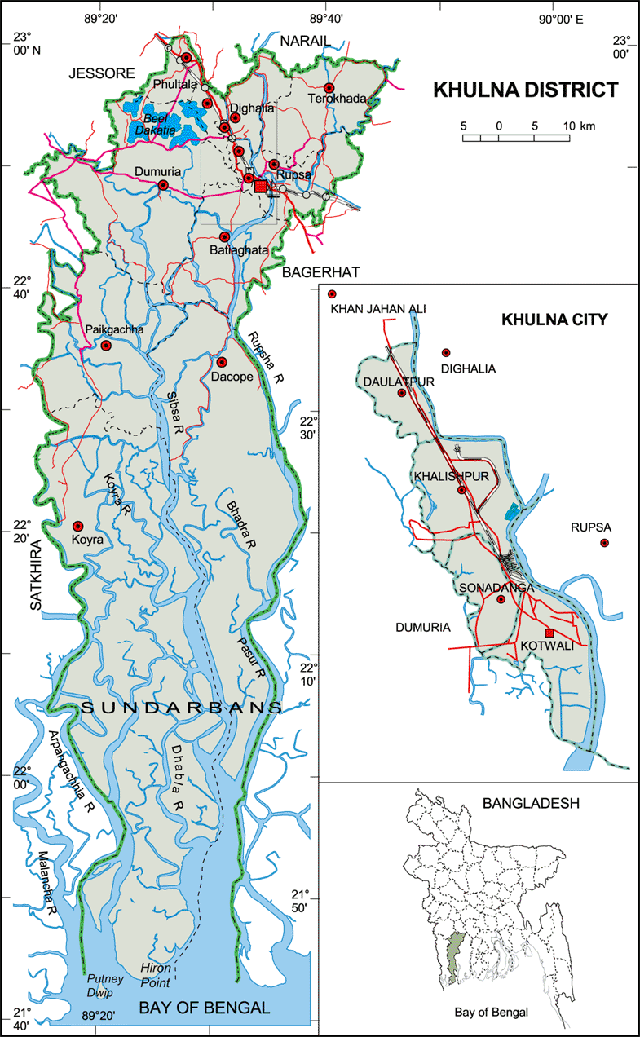 89°20'
89°40'
90°00' E
23°
00' N
23°
00'
NARAIL
JESSORE
KHULNA DISTRICT
Phultala
Terokhada
Dighalia
Beel
Dakatia
5 0 5 10 km
Dumuria
Rupsa
Batiaghata
BAGERHAT
22°
40'
KHAN JAHAN ALI
KHULNA CITY
Paikgachha
Rupsha R
DIGHALIA
Dacope
DAULATPUR
Sibsa R
22°
30'
KHALISHPUR
Koyra R
Bhadra R
22°
20'
Koyra
RUPSA
SATKHIRA
SONADANGA
DUMURIA
KOTWALI
Pasur R
22°
10'
SUNDARBANS
Arpangachhia R
Dhabla R
22°
00'
BANGLADESH
Malancha R
21°
50'
Putney
Dwip
Hiron
Point
BAY OF BENGAL
Bay of Bengal
21°
40'
89°20'